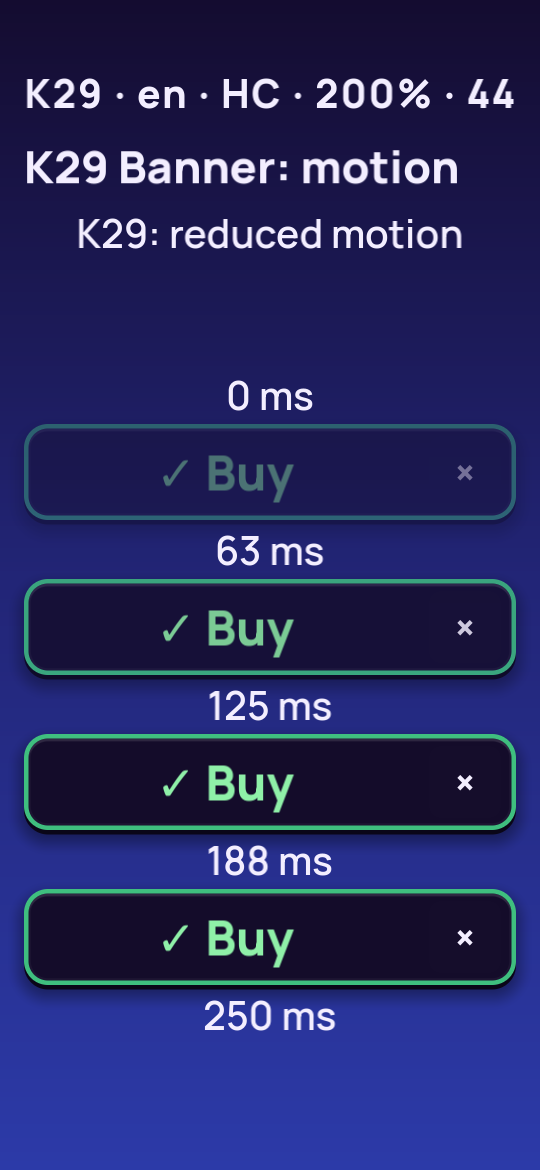 K29 · en · HC · 200% · 44
K29 Banner: motion
K29: reduced motion
0 ms
✓ Buy ×
63 ms
✓ Buy ×
125 ms
✓ Buy ×
188 ms
✓ Buy ×
250 ms